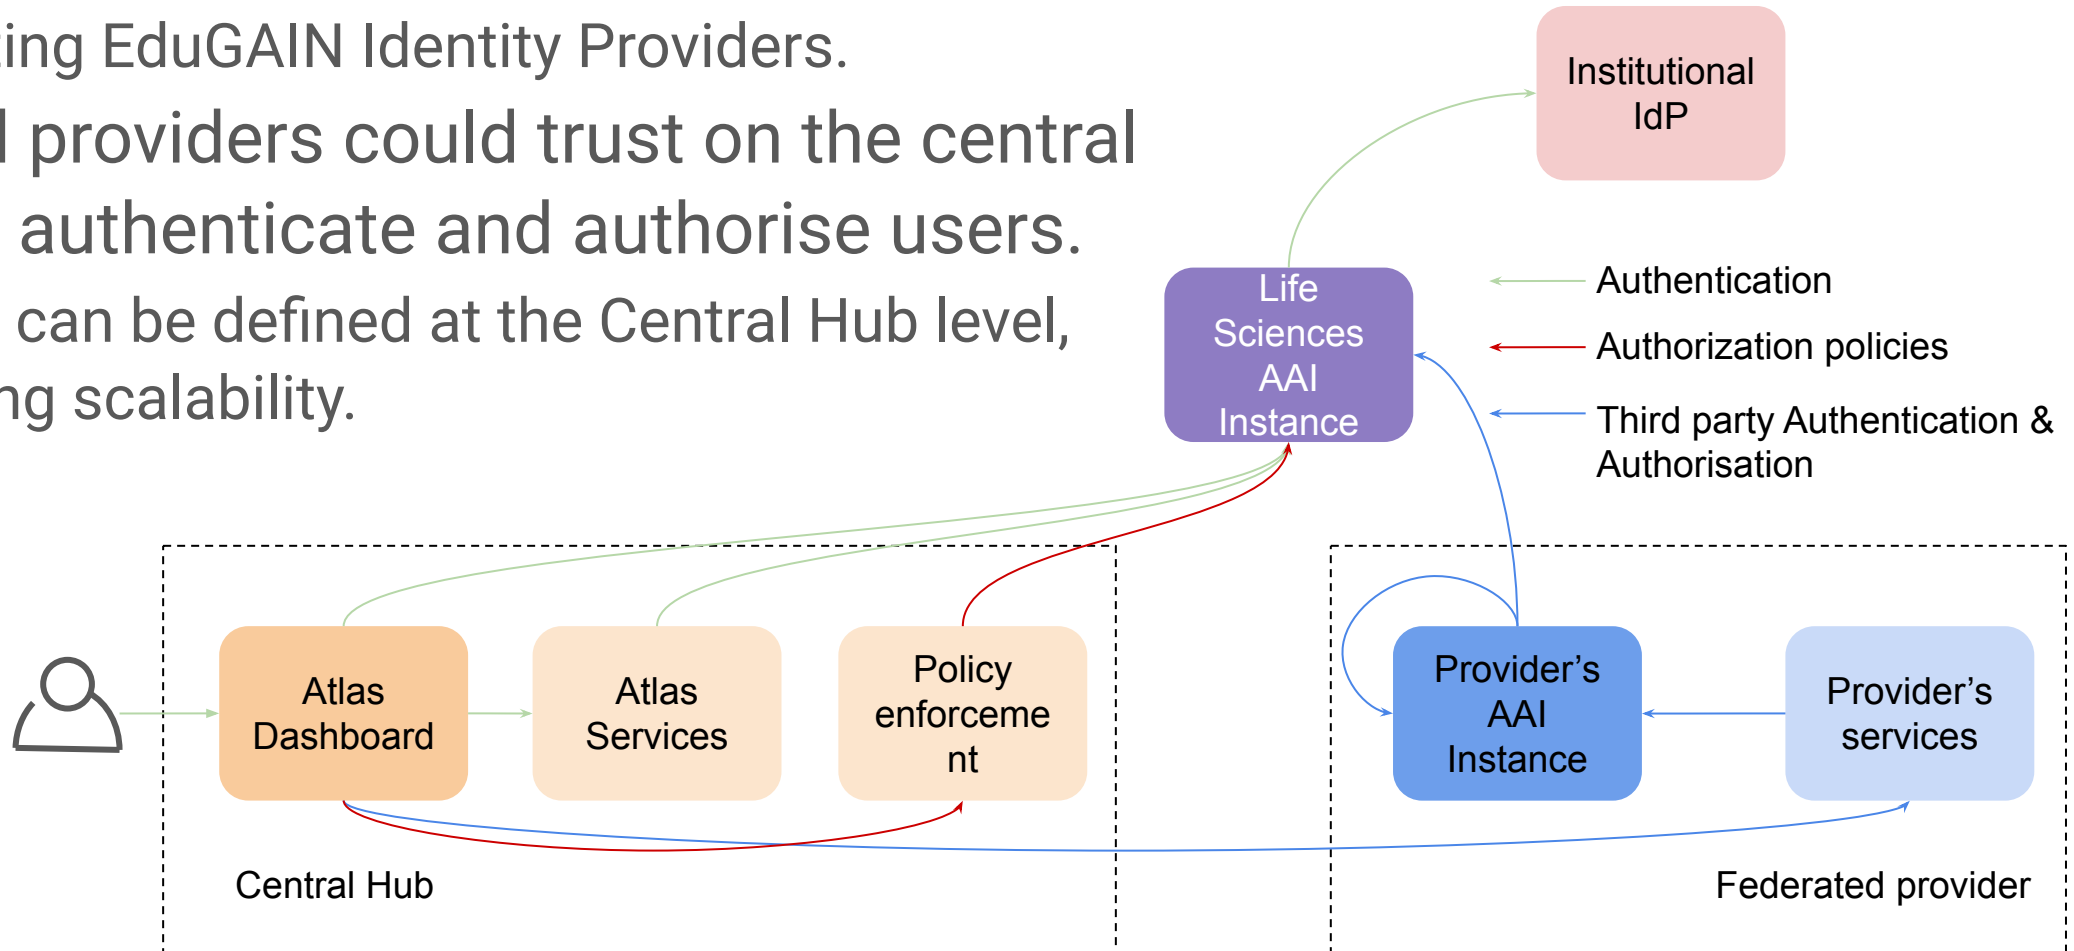 EduGAIN Identity Providers.
providers could trust on the central
authenticate and authorise users.
can be defined at the Central Hub level,
scalability.
Institutional
IdP
Life
Sciences
AAI
Instance
Authentication
Authorization policies
Third party Authentication &
Authorisation
Atlas
Dashboard
Atlas
Services
Policy
enforceme
nt
Provider’s
AAI
Instance
Provider’s
services
Central Hub
Federated provider